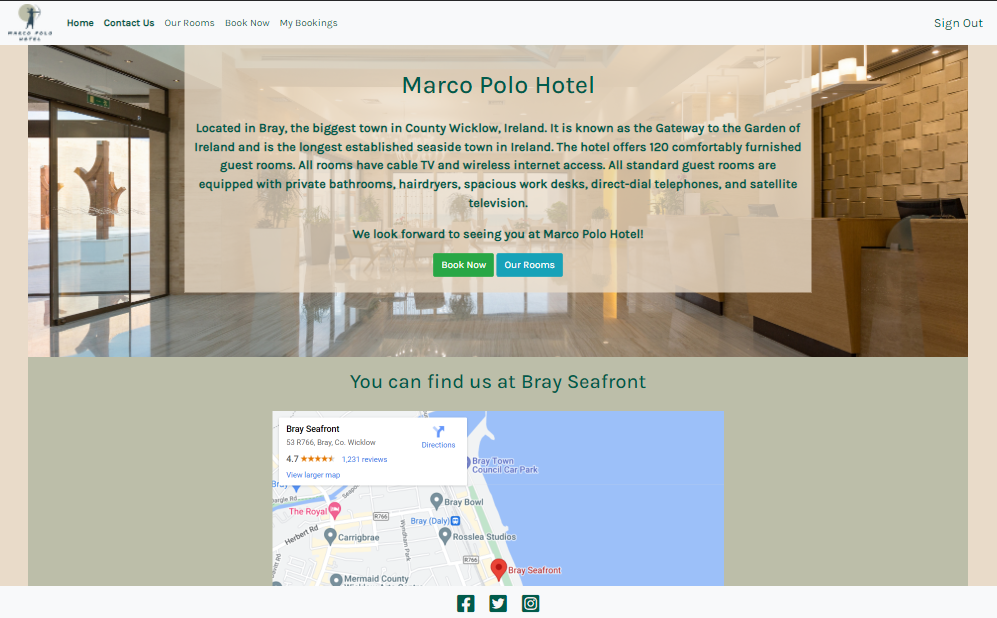 MARCO POLO
HOTEL
Home Contact Us Our Rooms Book Now My Bookings Sign Out
Marco Polo Hotel
Located in Bray, the biggest town in County Wicklow, Ireland. It is known as the Gateway to the Garden of
Ireland and is the longest established seaside town in Ireland. The hotel offers 120 comfortably furnished
guest rooms. All rooms have cable TV and wireless internet access. All standard guest rooms are
equipped with private bathrooms, hairdryers, spacious work desks, direct-dial telephones, and satellite
television.
We look forward to seeing you at Marco Polo Hotel!
Book Now Our Rooms
You can find us at Bray Seafront
Bray Seafront
53 R766, Bray, Co. Wicklow
Directions
4.7 1,231 reviews
View larger map
Bray Town
Council Car Park
Bray
Bray Bowl
The Royal
R766
Bray (Daly)
Herbert Rd
Carrigbrae
Wyndham Park
Rosslea Studios
R766
Bray Seafront
Mermaid County